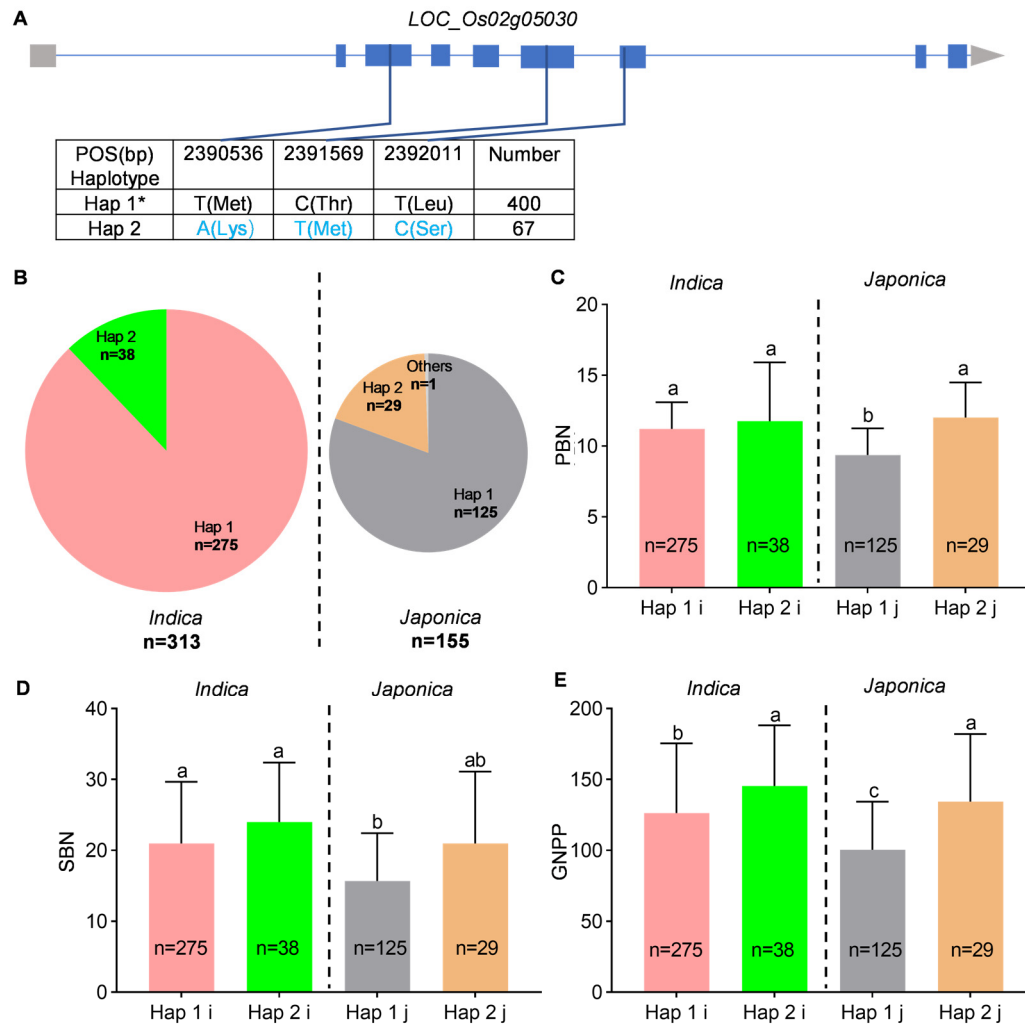 A
LOC_Os02g05030
POS(bp) 2390536 2391569 2392011 Number
Haplotype
Hap 1* T(Met) C(Thr) T(Leu) 400
Hap 2 A(Lys) T(Met) C(Ser) 67
B
Hap 2
n=38
Hap 1
n=275
Indica
n=313
Others
n=1
Hap 2
n=29
Hap 1
n=125
Japonica
n=155
C
Indica Japonica
PBN
20
15
10
5
0
a a b a
n=275 n=38 n=125 n=29
Hap 1 i Hap 2 i Hap 1 j Hap 2 j
D
Indica Japonica
SBN
40
30
20
10
0
a a b ab
n=275 n=38 n=125 n=29
Hap 1 i Hap 2 i Hap 1 j Hap 2 j
E
Indica Japonica
GNPP
200
150
100
50
0
b a c a
n=275 n=38 n=125 n=29
Hap 1 i Hap 2 i Hap 1 j Hap 2 j